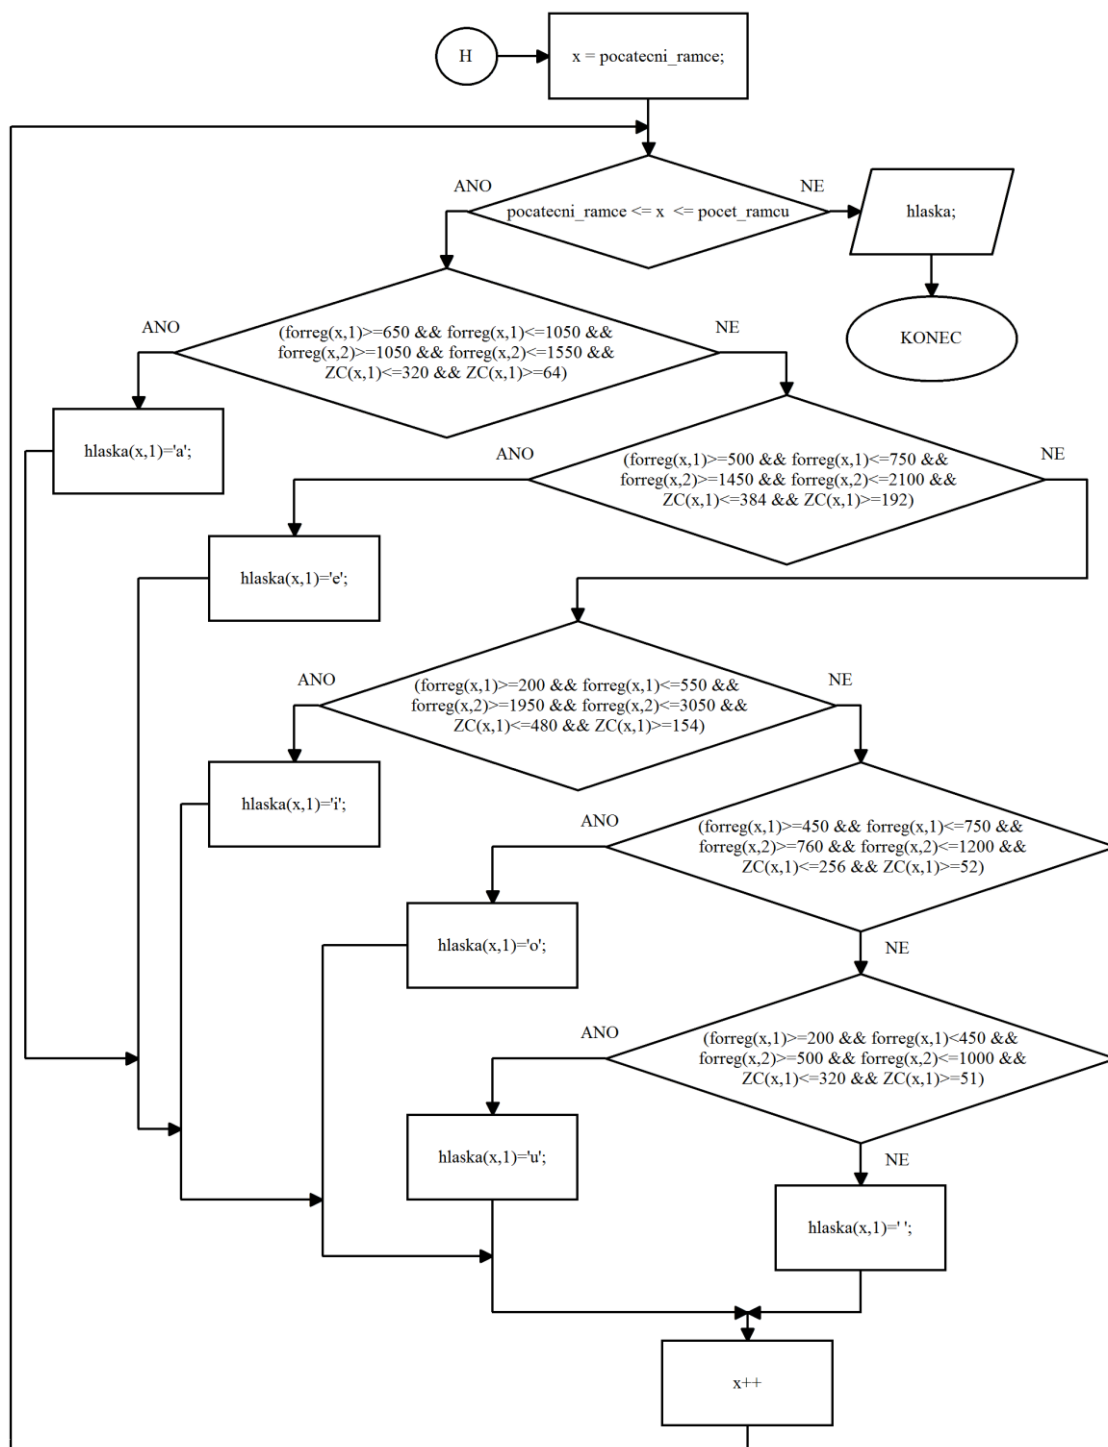 H
x = pocatecni_ramce;
ANO
NE
pocatecni_ramce <= x  <= pocet_ramcu
hlaska;
KONEC
ANO
NE
(forreg(x,1)>=650 && forreg(x,1)<=1050 &&
forreg(x,2)>=1050 && forreg(x,2)<=1550 &&
ZC(x,1)<=320 && ZC(x,1)>=64)
hlaska(x,1)='a';
ANO
NE
(forreg(x,1)>=500 && forreg(x,1)<=750 &&
forreg(x,2)>=1450 && forreg(x,2)<=2100 &&
ZC(x,1)<=384 && ZC(x,1)>=192)
hlaska(x,1)='e';
ANO
NE
(forreg(x,1)>=200 && forreg(x,1)<=550 &&
forreg(x,2)>=1950 && forreg(x,2)<=3050 &&
ZC(x,1)<=480 && ZC(x,1)>=154)
hlaska(x,1)='i';
ANO
(forreg(x,1)>=450 && forreg(x,1)<=750 &&
forreg(x,2)>=760 && forreg(x,2)<=1200 &&
ZC(x,1)<=256 && ZC(x,1)>=52)
hlaska(x,1)='o';
NE
ANO
(forreg(x,1)>=200 && forreg(x,1)<450 &&
forreg(x,2)>=500 && forreg(x,2)<=1000 &&
ZC(x,1)<=320 && ZC(x,1)>=51)
hlaska(x,1)='u';
NE
hlaska(x,1)=' ';
x++